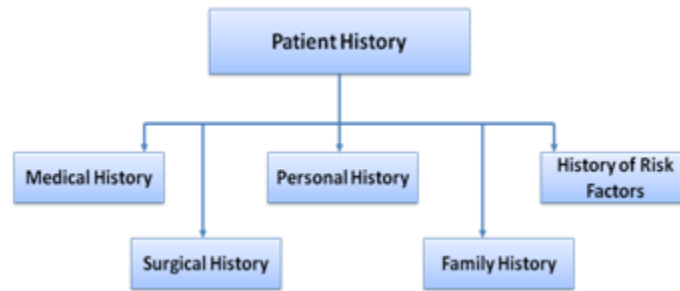 Patient History
Medical History
Personal History
History of Risk
Factors
Surgical History
Family History